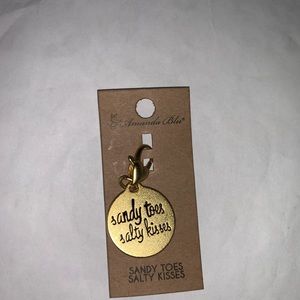 Amanda Blu®
sandy toes
salty kisses
SANDY TOES
SALTY KISSES